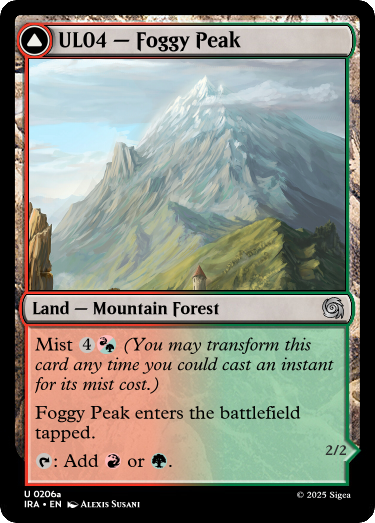 UL04 — Foggy Peak
Land — Mountain Forest
Mist 4 (You may transform this
card any time you could cast an instant
for its mist cost.)
Foggy Peak enters the battlefield
tapped.
: Add or .
2/2
U 0206a
IRA • EN Alexis Susani
© 2025 Sigea